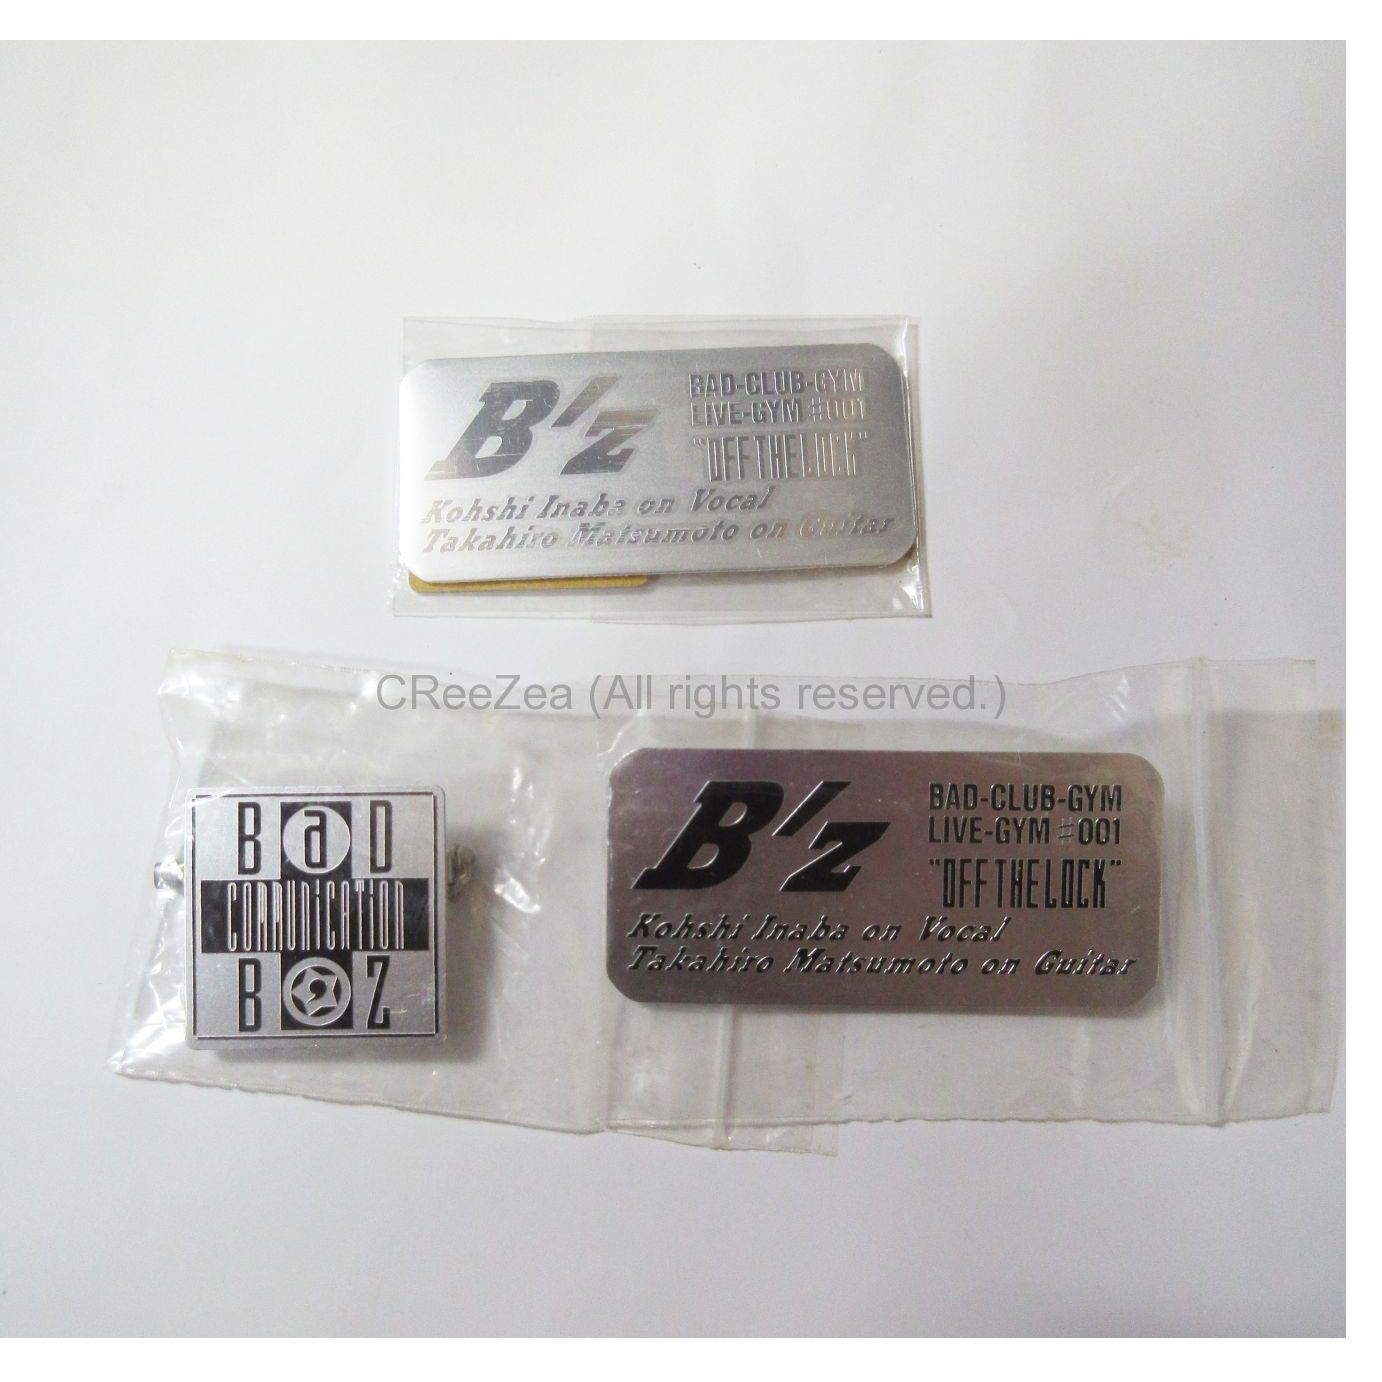 B'z
BAD-CLUB-GYM
LIVE-GYM #001
"OFF THE LOCK"
Kohshi Inaba on Vocal
Takahiro Matsumoto on Guitar
CReeZea (All rights reserved.)
BaD
COMMUNiCATiON
B'Z
B'z
BAD-CLUB-GYM
LIVE-GYM #001
"OFF THE LOCK"
Kohshi Inaba on Vocal
Takahiro Matsumoto on Guitar